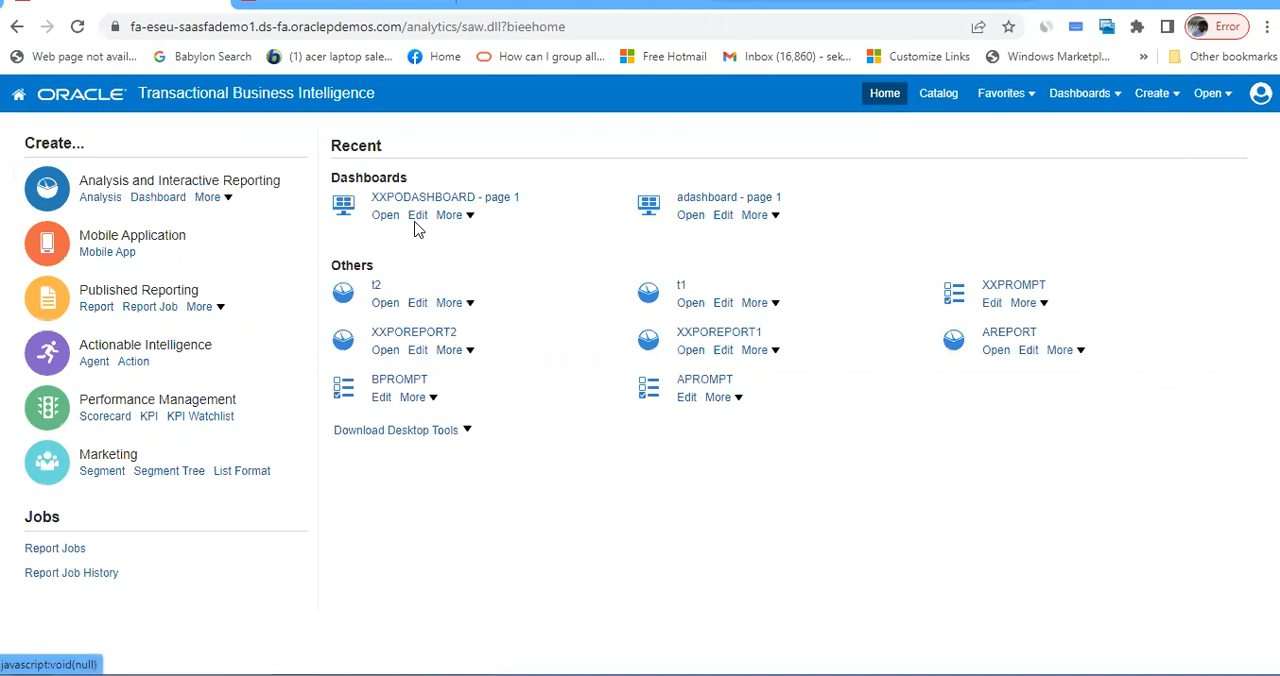 fa-eseu-saasfademo1.ds-fa.oraclepdemos.com/analytics/saw.dll?bieehome
Error
Web page not avail...
Babylon Search
(1) acer laptop sale...
Home
How can I group all...
Free Hotmail
Inbox (16,860) - sek...
Customize Links
Windows Marketpl...
»
Other bookmarks
ORACLE Transactional Business Intelligence
Home
Catalog
Favorites
Dashboards
Create
Open
Create...
Analysis and Interactive Reporting
Analysis Dashboard More
Mobile Application
Mobile App
Published Reporting
Report Report Job More
Actionable Intelligence
Agent Action
Performance Management
Scorecard KPI KPI Watchlist
Marketing
Segment Segment Tree List Format
Jobs
Report Jobs
Report Job History
Recent
Dashboards
XXPODASHBOARD - page 1
Open Edit More
adashboard - page 1
Open Edit More
Others
t2
Open Edit More
t1
Open Edit More
XXPROMPT
Edit More
XXPOREPORT2
Open Edit More
XXPOREPORT1
Open Edit More
AREPORT
Open Edit More
BPROMPT
Edit More
APROMPT
Edit More
Download Desktop Tools
javascript:void(null)